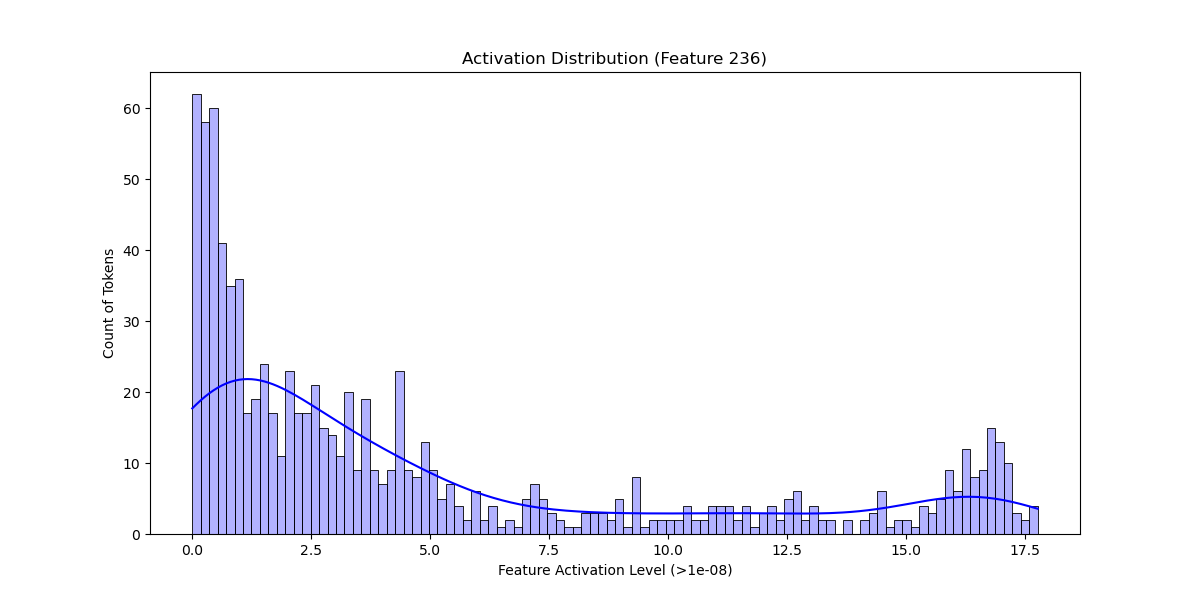 Activation Distribution (Feature 236)
Count of Tokens
60
50
40
30
20
10
0
0.0 2.5 5.0 7.5 10.0 12.5 15.0 17.5
Feature Activation Level (>1e-08)